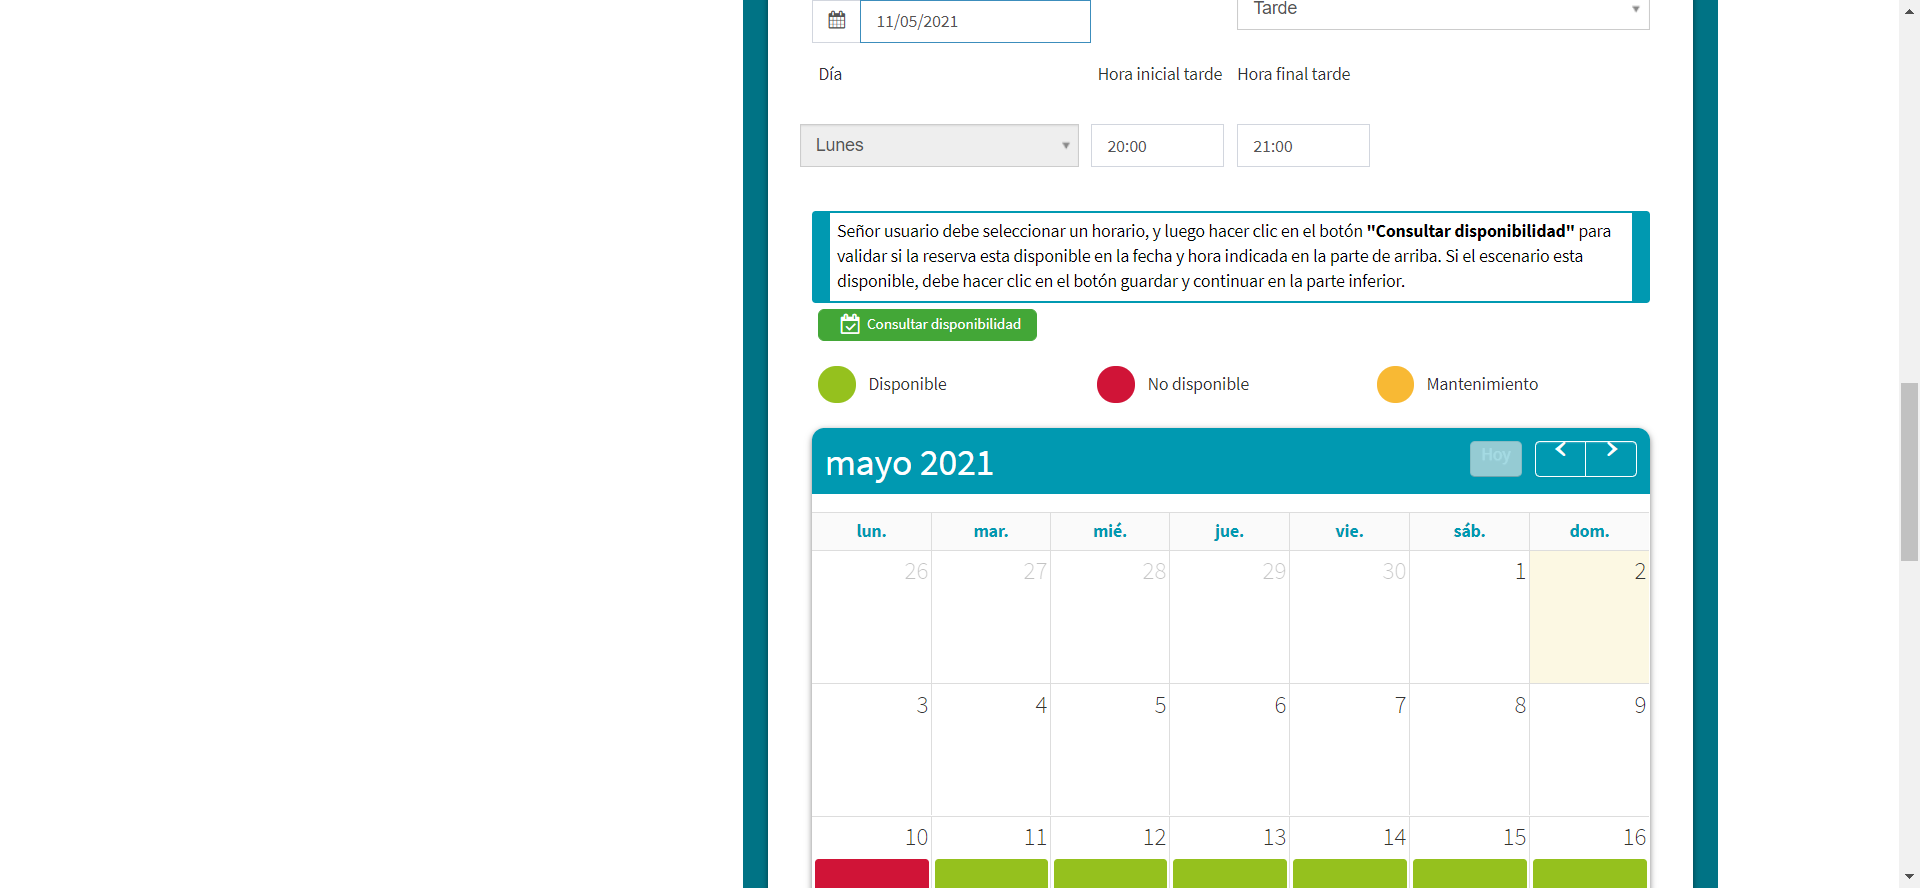 11/05/2021
Tarde
Día
Hora inicial tarde
Hora final tarde
Lunes
20:00
21:00
Señor usuario debe seleccionar un horario, y luego hacer clic en el botón "Consultar disponibilidad" para
validar si la reserva esta disponible en la fecha y hora indicada en la parte de arriba. Si el escenario esta
disponible, debe hacer clic en el botón guardar y continuar en la parte inferior.
Consultar disponibilidad
Disponible
No disponible
Mantenimiento
mayo 2021
Hoy
lun. mar. mié. jue. vie. sáb. dom.
26 27 28 29 30 1 2
3 4 5 6 7 8 9
10 11 12 13 14 15 16